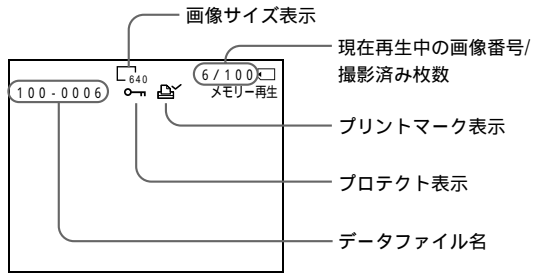 画像サイズ表示
現在再生中の画像番号/
撮影済み枚数
640
6/100
100-0006
メモリー再生
プリントマーク表示
プロテクト表示
データファイル名